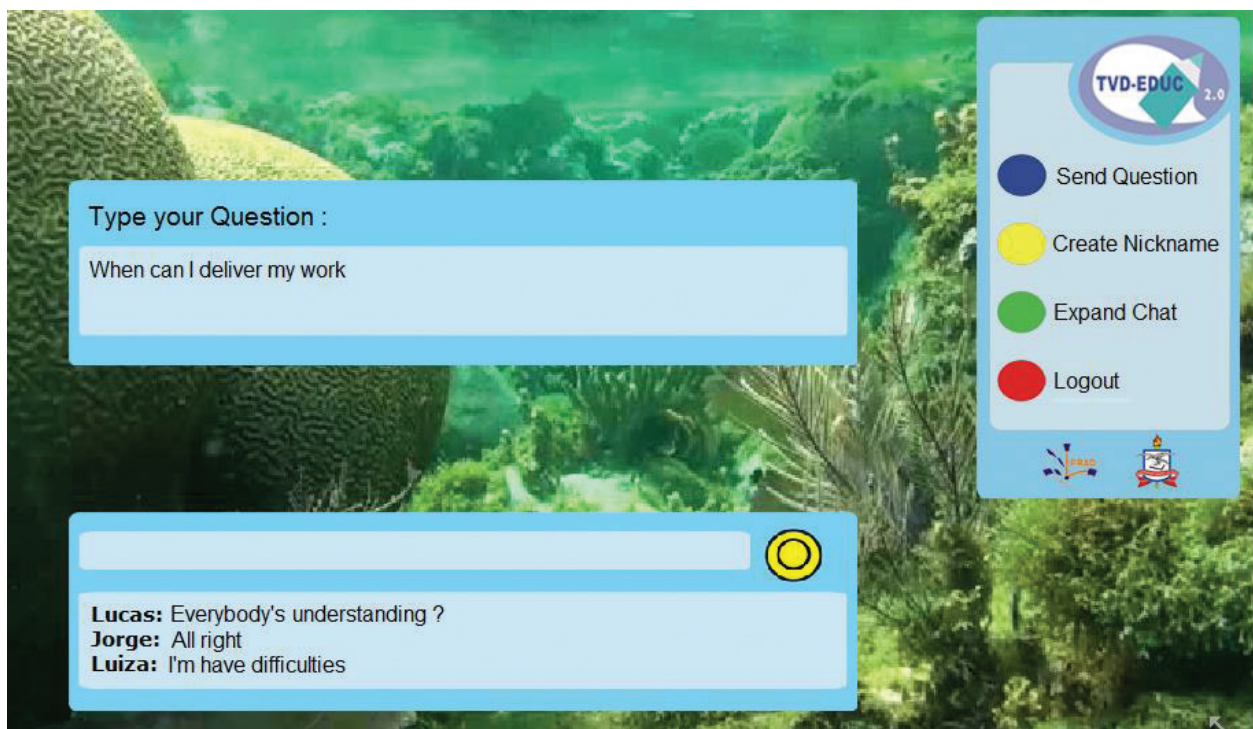 TVD-EDUC
2.0
Send Question
Create Nickname
Expand Chat
Logout
Type your Question :
When can I deliver my work
Lucas: Everybody's understanding ?
Jorge: All right
Luiza: I'm have difficulties